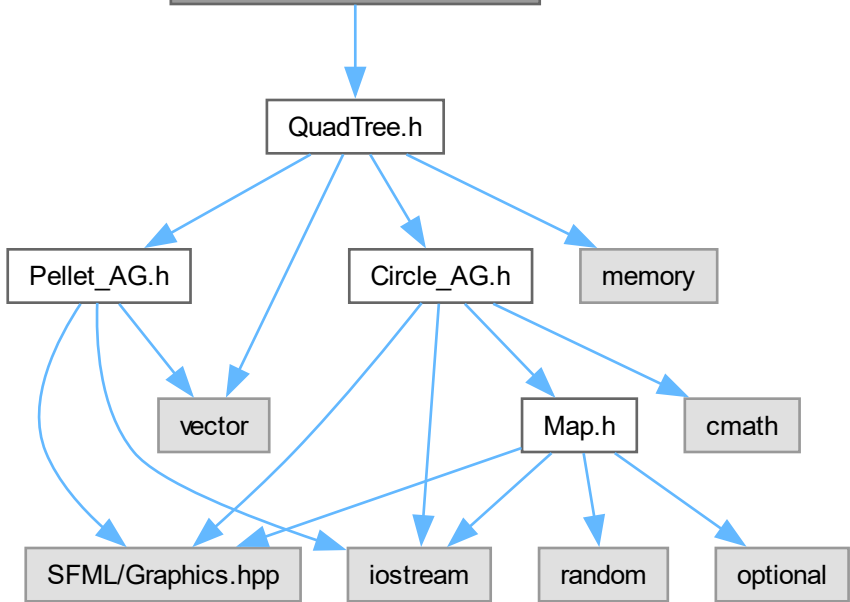 QuadTree.h
Pellet_AG.h
Circle_AG.h
memory
vector
Map.h
cmath
SFML/Graphics.hpp
iostream
random
optional